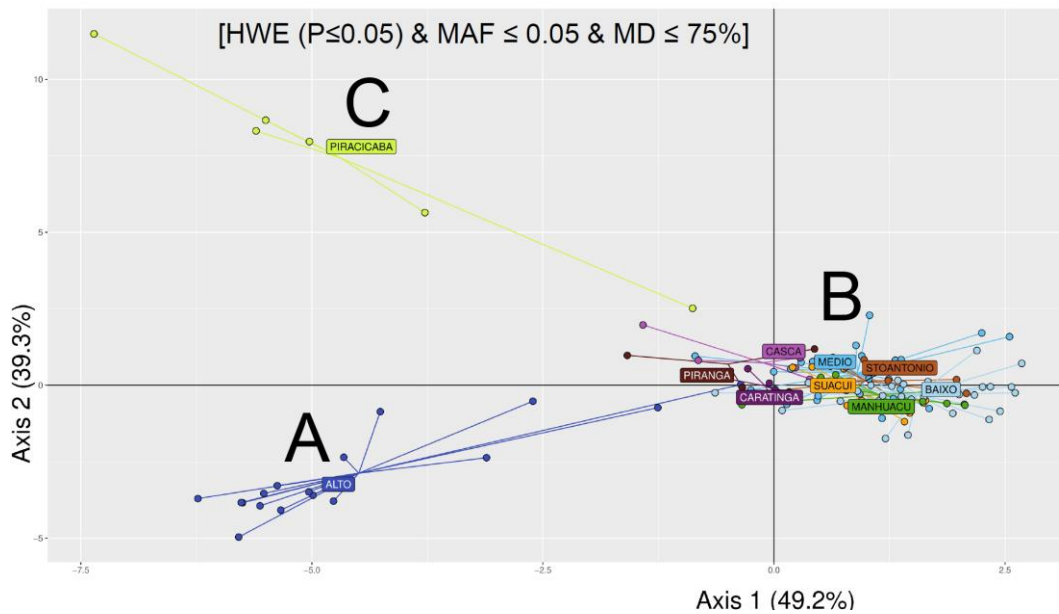 [HWE (P≤0.05) & MAF ≤ 0.05 & MD ≤ 75%]
C
PIRACICABA
B
CASCA
MEDIO
STOANTONIO
PIRANGA
SUACUI
BAIXO
CARATINGA
MANHUACU
A
ALTO
10
5
0
-5
Axis 2 (39.3%)
-7.5
-5.0
-2.5
0.0
2.5
Axis 1 (49.2%)